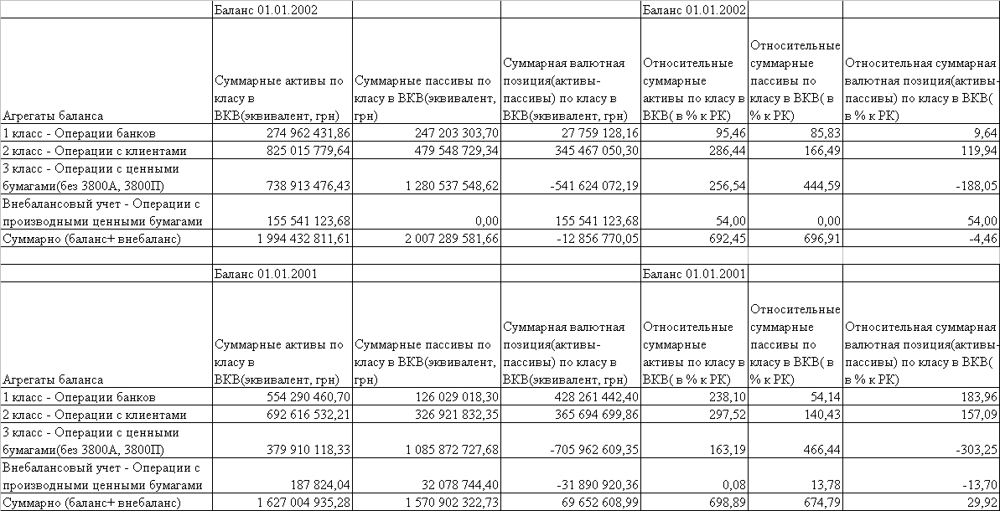 Баланс 01.01.2002 Баланс 01.01.2002
Агрегаты баланса
Суммарные активы по
класу в
ВКВ(эквивалент, грн)
Суммарные пассивы по
класу в ВКВ(эквивалент,
грн)
Суммарная валютная
позиция(активы-
пассивы) по класу в
ВКВ(эквивалент, грн)
Относительные
суммарные
активы по класу в
ВКВ( в % к РК)
Относительные
суммарные
пассивы по
класу в ВКВ( в
% к РК)
Относительная суммарная
валютная позиция(активы-
пассивы) по класу в ВКВ(
в % к РК)
1 класс - Операции банков 274 962 431,86 247 203 303,70 27 759 128,16 95,46 85,83 9,64
2 класс - Операции с клиентами 825 015 779,64 479 548 729,34 345 467 050,30 286,44 166,49 119,94
3 класс - Операции с ценными
бумагами(без 3800А, 3800П) 738 913 476,43 1 280 537 548,62 -541 624 072,19 256,54 444,59 -188,05
Внебалансовый учет - Операции с
производными ценными бумагами 155 541 123,68 0,00 155 541 123,68 54,00 0,00 54,00
Суммарно (баланс+ внебаланс) 1 994 432 811,61 2 007 289 581,66 -12 856 770,05 692,45 696,91 -4,46
Баланс 01.01.2001 Баланс 01.01.2001
Агрегаты баланса
Суммарные активы по
класу в
ВКВ(эквивалент, грн)
Суммарные пассивы по
класу в ВКВ(эквивалент,
грн)
Суммарная валютная
позиция(активы-
пассивы) по класу в
ВКВ(эквивалент, грн)
Относительные
суммарные
активы по класу в
ВКВ( в % к РК)
Относительные
суммарные
пассивы по
класу в ВКВ( в
% к РК)
Относительная суммарная
валютная позиция(активы-
пассивы) по класу в ВКВ(
в % к РК)
1 класс - Операции банков 554 290 460,70 126 029 018,30 428 261 442,40 238,10 54,14 183,96
2 класс - Операции с клиентами 692 616 532,21 326 921 832,35 365 694 699,86 297,52 140,43 157,09
3 класс - Операции с ценными
бумагами(без 3800А, 3800П) 379 910 118,33 1 085 872 727,68 -705 962 609,35 163,19 466,44 -303,25
Внебалансовый учет - Операции с
производными ценными бумагами 187 824,04 32 078 744,40 -31 890 920,36 0,08 13,78 -13,70
Суммарно (баланс+ внебаланс) 1 627 004 935,28 1 570 902 322,73 69 652 608,99 698,89 674,79 29,92